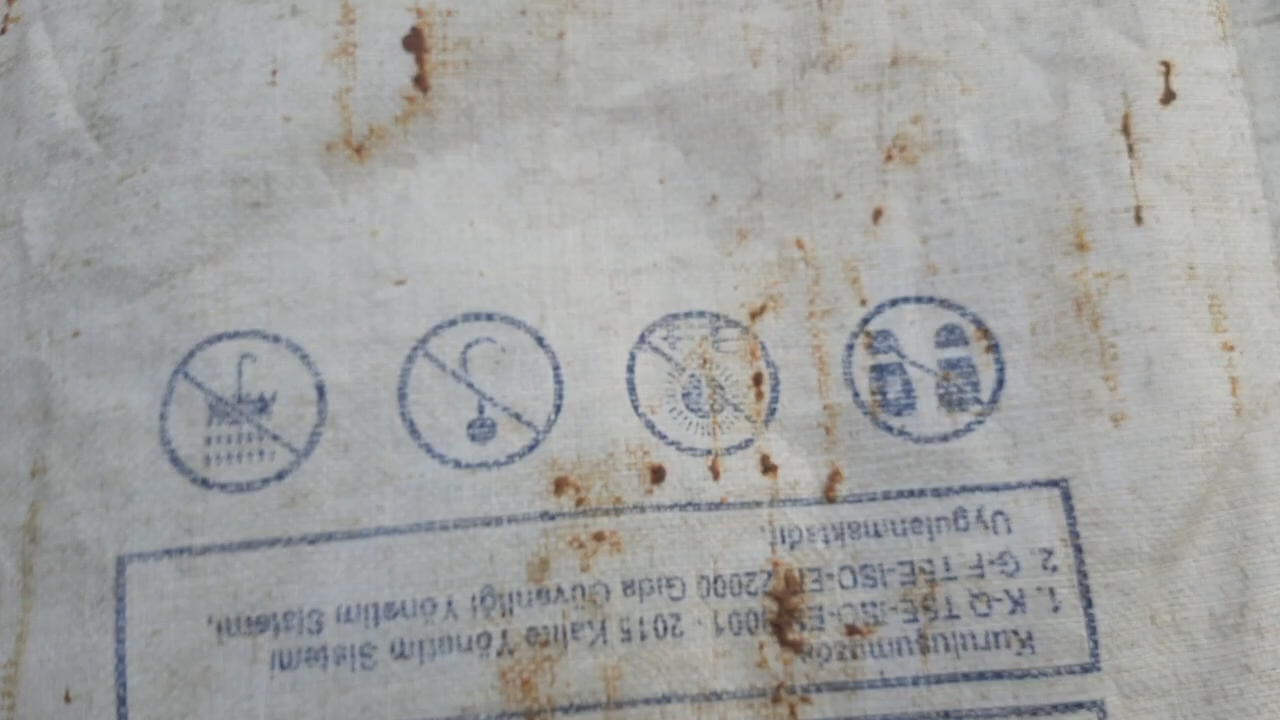 Kuruluşumuzda
1. K-Q TSE-ISO-EN 9001 - 2015 Kalite Yönetim Sistemi
2. G-F TSE-ISO-EN 22000 Gıda Güvenliği Yönetim Sistemi,
Uygulanmaktadır.